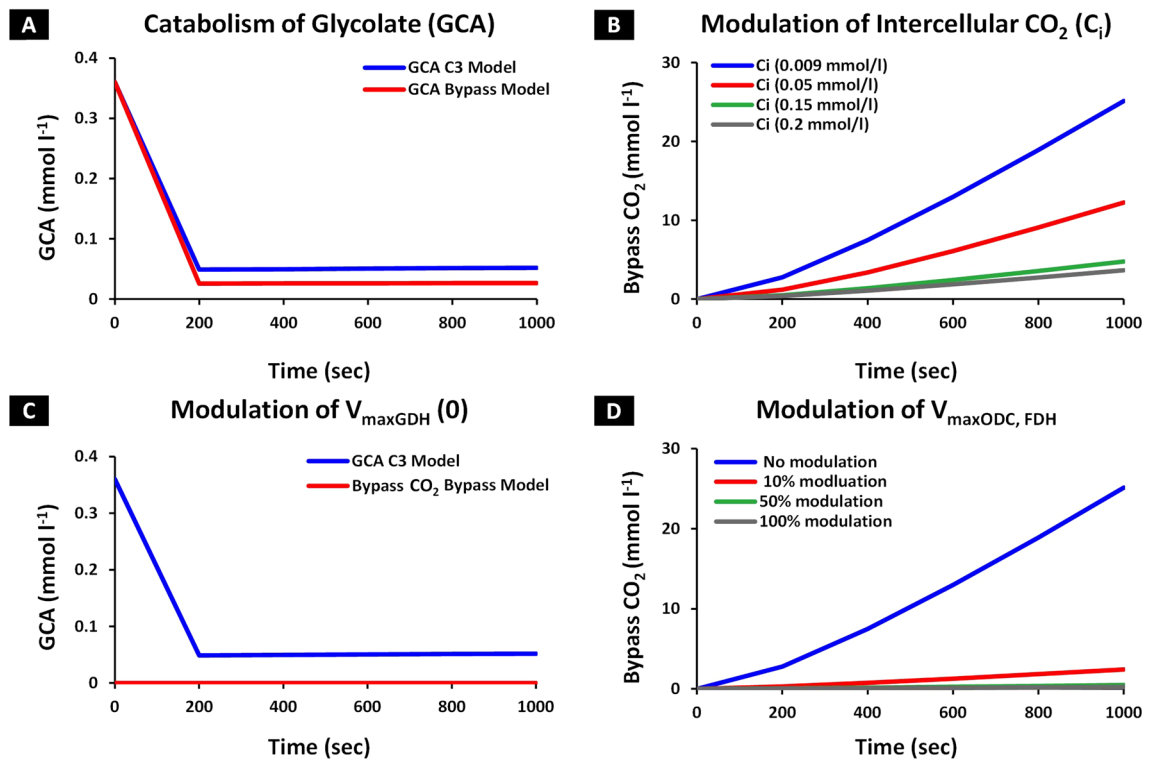 A
Catabolism of Glycolate (GCA)
GCA (mmol l-1)
0.4
0.3
0.2
0.1
0
GCA C3 Model
GCA Bypass Model
0 200 400 600 800 1000
Time (sec)
B
Modulation of Intercellular CO2 (Ci)
Bypass CO2 (mmol l-1)
30
20
10
0
Ci (0.009 mmol/l)
Ci (0.05 mmol/l)
Ci (0.15 mmol/l)
Ci (0.2 mmol/l)
0 200 400 600 800 1000
Time (sec)
C
Modulation of VmaxGDH (0)
GCA (mmol l-1)
0.4
0.3
0.2
0.1
0
GCA C3 Model
Bypass CO2 Bypass Model
0 200 400 600 800 1000
Time (sec)
D
Modulation of VmaxODC, FDH
Bypass CO2 (mmol l-1)
30
20
10
0
No modulation
10% moduation
50% modulation
100% modulation
0 200 400 600 800 1000
Time (sec)